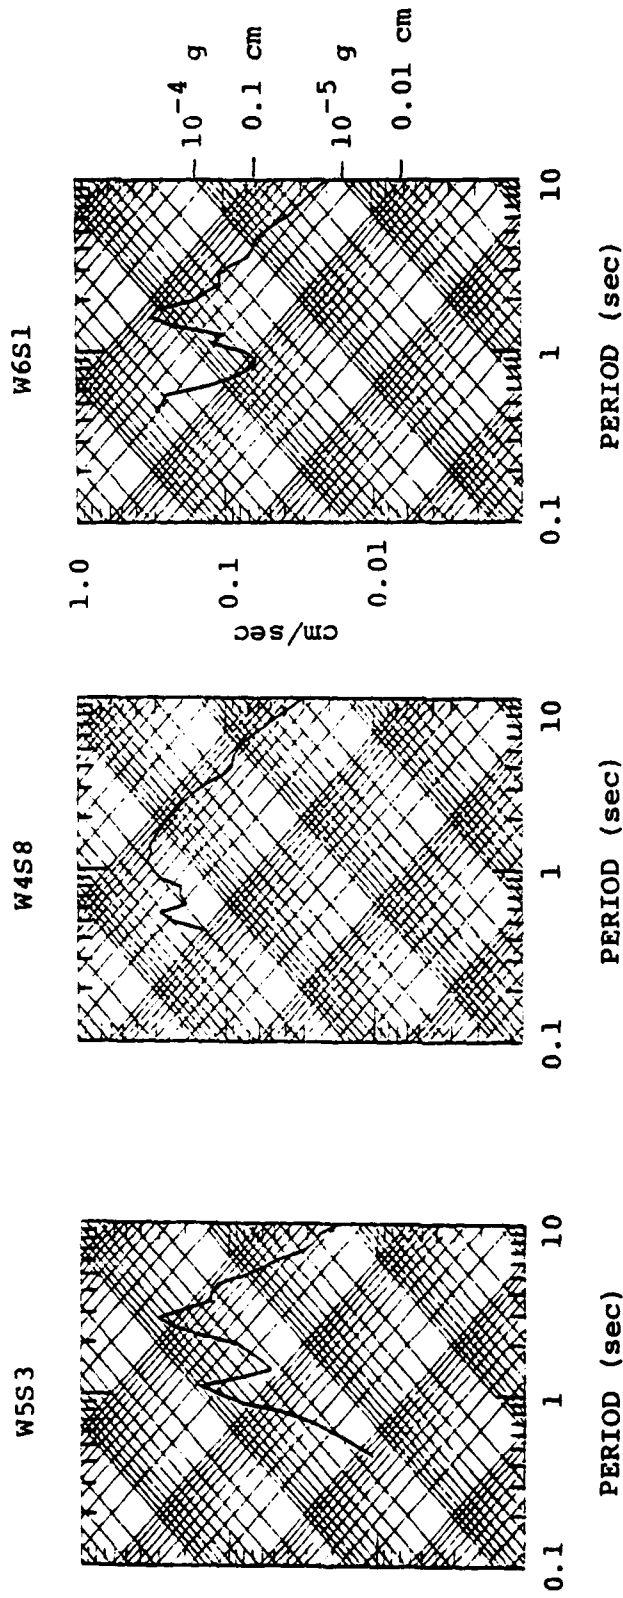 W5S3 W4S8 W6S1
1.0
0.1
0.01
cm/sec
10⁻⁴ g
0.1 cm
10⁻⁵ g
0.01 cm
0.1 1 10 0.1 1 10 0.1 1 10
PERIOD (sec) PERIOD (sec) PERIOD (sec)